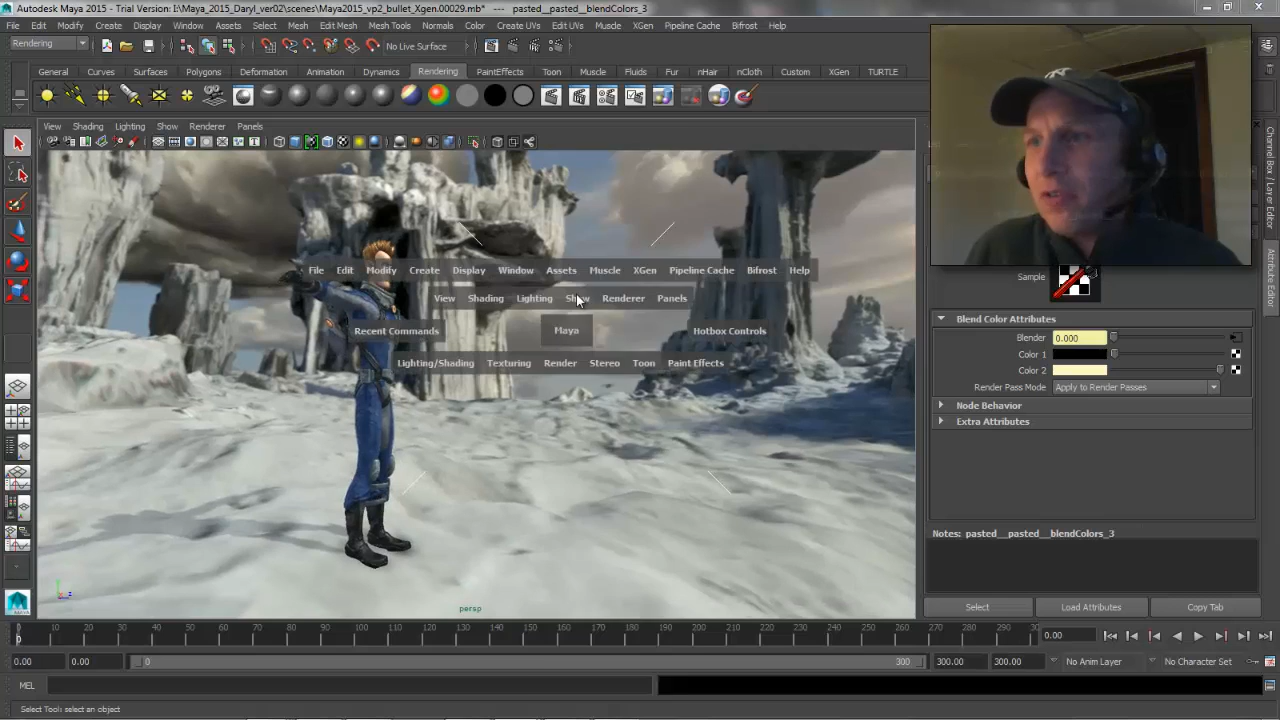 Autodesk Maya 2015 - Trial Version: I:\Maya_2015_Daryl_ver02\scenes\Maya2015_vp2_bullet_Xgen.00029.mb* --- pasted__pasted__blendColors_3
File Edit Modify Create Display Window Assets Select Mesh Edit Mesh Mesh Tools Normals Color Create UVs Edit UVs Muscle XGen Pipeline Cache Bifrost Help
Rendering No Live Surface
General Curves Surfaces Polygons Deformation Animation Dynamics Rendering PaintEffects Toon Muscle Fluids Fur nHair nCloth Custom XGen TURTLE
View Shading Lighting Show Renderer Panels
File Edit Modify Create Display Window Assets Muscle XGen Pipeline Cache Bifrost Help
View Shading Lighting Show Renderer Panels
Recent Commands Maya Hotbox Controls
Lighting/Shading Texturing Render Stereo Toon Paint Effects
persp
Channel Box / Layer Editor
Attribute Editor
Sample
Blend Color Attributes
Blender 0.000
Color 1
Color 2
Render Pass Mode Apply to Render Passes
Node Behavior
Extra Attributes
Notes: pasted__pasted__blendColors_3
Select Load Attributes Copy Tab
0 10 20 30 40 50 60 70 80 90 100 110 120 130 140 150 160 170 180 190 200 210 220 230 240 250 260 270 280 290 30 0.00
0
0.00 0.00 0 300 300.00 300.00 No Anim Layer No Character Set
MEL
Select Tool: select an object